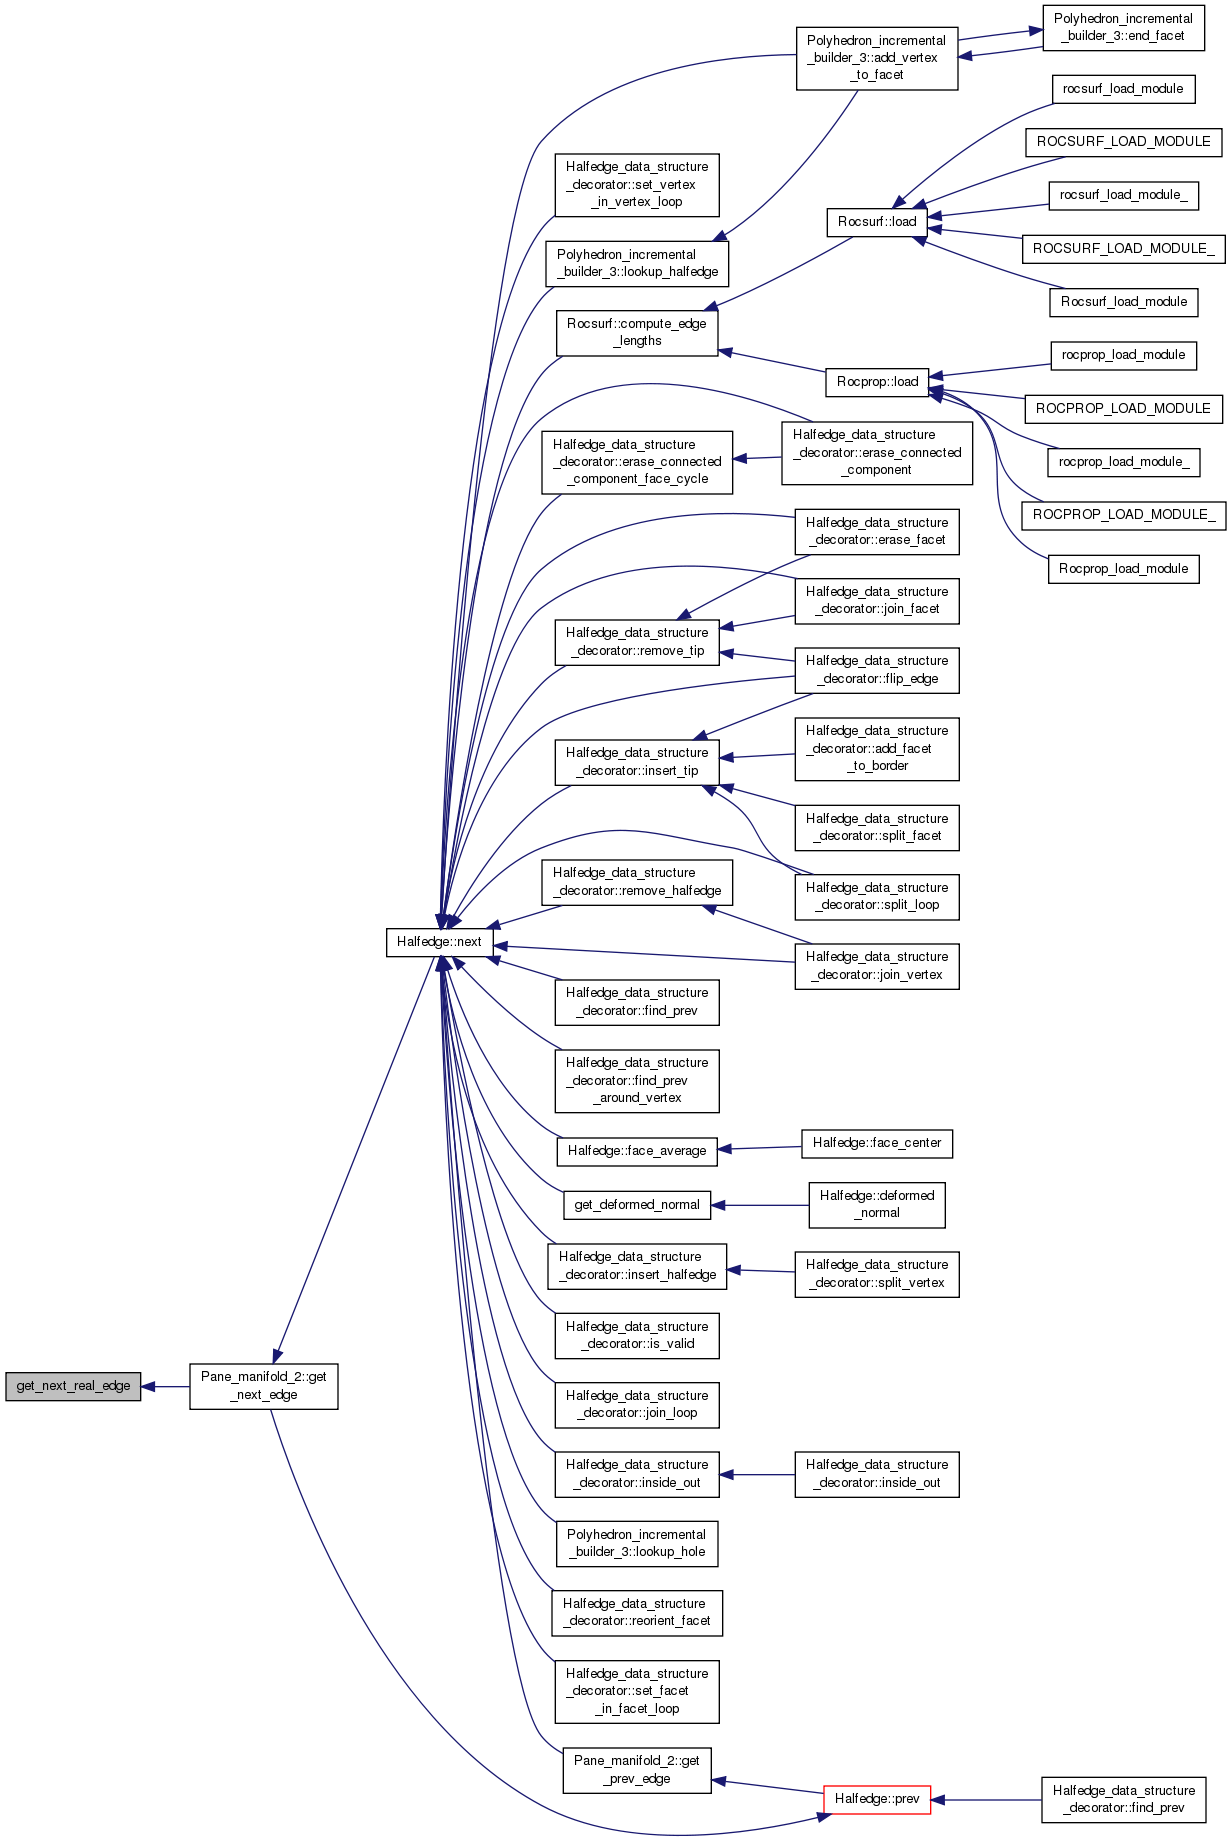 Polyhedron_incremental
_builder_3::end_facet
Polyhedron_incremental
_builder_3::add_vertex
_to_facet
rocsurf_load_module
ROCSURF_LOAD_MODULE
Halfedge_data_structure
_decorator::set_vertex
_in_vertex_loop
rocsurf_load_module_
Rocsurf::load
Polyhedron_incremental
_builder_3::lookup_halfedge
ROCSURF_LOAD_MODULE_
Rocsurf_load_module
Rocsurf::compute_edge
_lengths
rocprop_load_module
Rocprop::load
ROCPROP_LOAD_MODULE
Halfedge_data_structure
_decorator::erase_connected
_component_face_cycle
Halfedge_data_structure
_decorator::erase_connected
_component
rocprop_load_module_
ROCPROP_LOAD_MODULE_
Halfedge_data_structure
_decorator::erase_facet
Rocprop_load_module
Halfedge_data_structure
_decorator::join_facet
Halfedge_data_structure
_decorator::remove_tip
Halfedge_data_structure
_decorator::flip_edge
Halfedge_data_structure
_decorator::add_facet
_to_border
Halfedge_data_structure
_decorator::insert_tip
Halfedge_data_structure
_decorator::split_facet
Halfedge_data_structure
_decorator::remove_halfedge
Halfedge_data_structure
_decorator::split_loop
Halfedge::next
Halfedge_data_structure
_decorator::join_vertex
Halfedge_data_structure
_decorator::find_prev
Halfedge_data_structure
_decorator::find_prev
_around_vertex
Halfedge::face_average
Halfedge::face_center
get_deformed_normal
Halfedge::deformed
_normal
Halfedge_data_structure
_decorator::insert_halfedge
Halfedge_data_structure
_decorator::split_vertex
Halfedge_data_structure
_decorator::is_valid
get_next_real_edge
Pane_manifold_2::get
_next_edge
Halfedge_data_structure
_decorator::join_loop
Halfedge_data_structure
_decorator::inside_out
Halfedge_data_structure
_decorator::inside_out
Polyhedron_incremental
_builder_3::lookup_hole
Halfedge_data_structure
_decorator::reorient_facet
Halfedge_data_structure
_decorator::set_facet
_in_facet_loop
Pane_manifold_2::get
_prev_edge
Halfedge::prev
Halfedge_data_structure
_decorator::find_prev